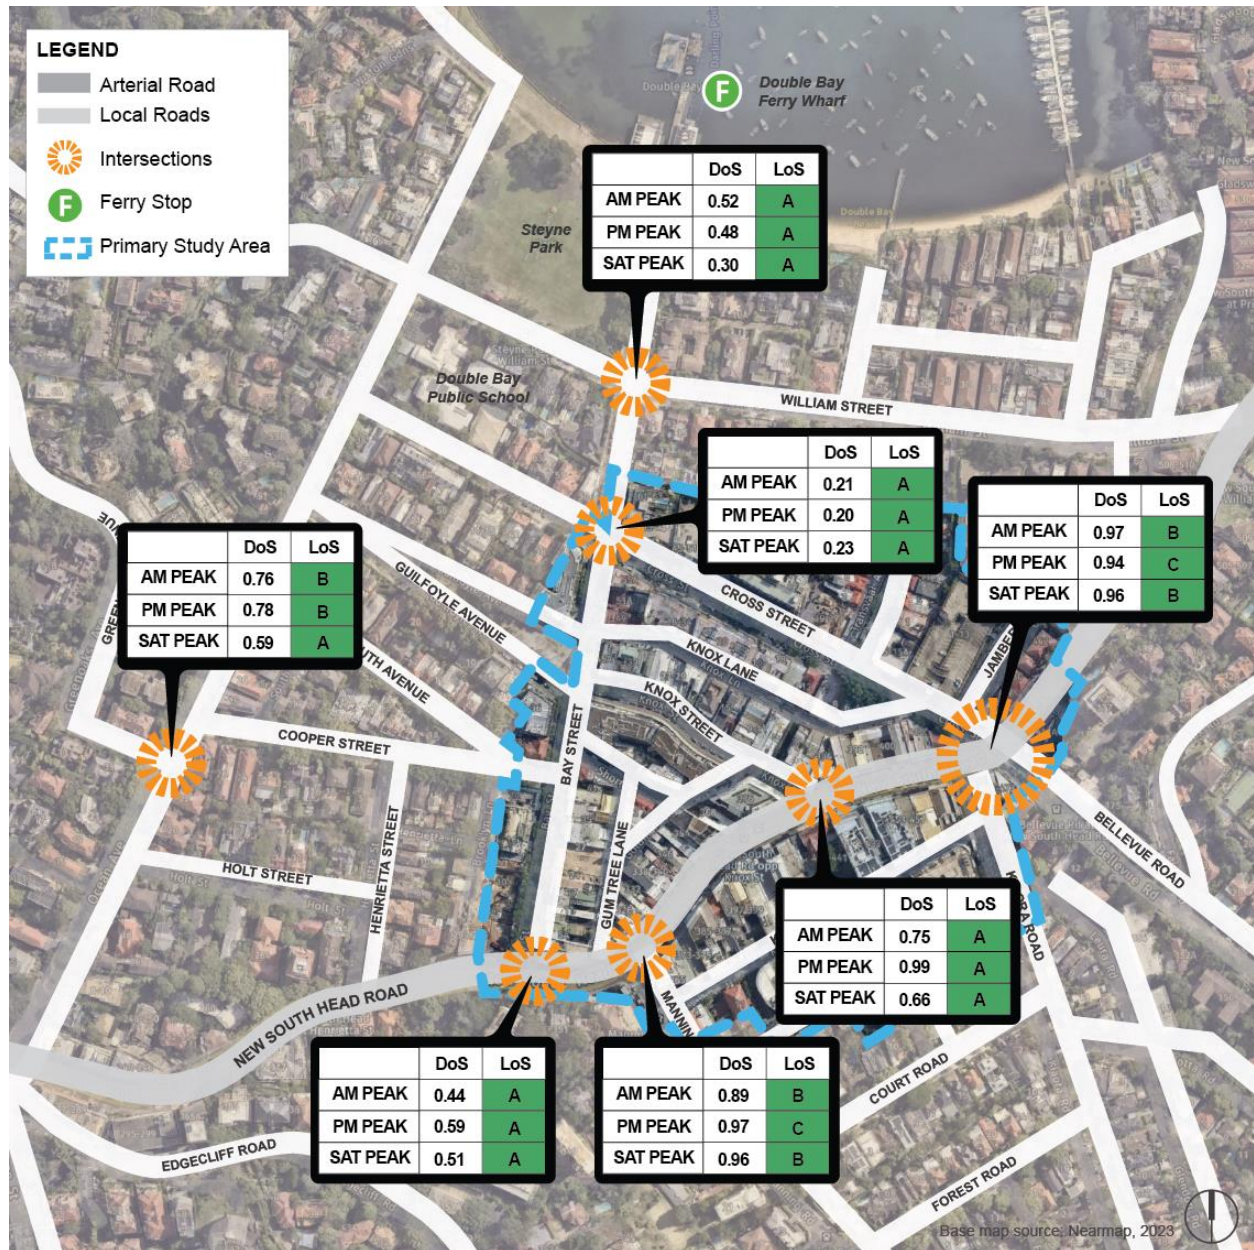 LEGEND
Arterial Road
Local Roads
Intersections
F
Ferry Stop
Primary Study Area
F
Double Bay
Ferry Wharf
Steyne
Park
Double Bay
Public School
DoS LoS
AM PEAK 0.52 A
PM PEAK 0.48 A
SAT PEAK 0.30 A
WILLIAM STREET
DoS LoS
AM PEAK 0.21 A
PM PEAK 0.20 A
SAT PEAK 0.23 A
DoS LoS
AM PEAK 0.97 B
PM PEAK 0.94 C
SAT PEAK 0.96 B
DoS LoS
AM PEAK 0.76 B
PM PEAK 0.78 B
SAT PEAK 0.59 A
GUILFOYLE AVENUE
CROSS STREET
KNOX LANE
KNOX STREET
COOPER STREET
BAY STREET
HENRIETTA STREET
HOLT STREET
GUM TREE LANE
BELLEVUE ROAD
DoS LoS
AM PEAK 0.75 A
PM PEAK 0.99 A
SAT PEAK 0.66 A
NEW SOUTH HEAD ROAD
DoS LoS
AM PEAK 0.44 A
PM PEAK 0.59 A
SAT PEAK 0.51 A
DoS LoS
AM PEAK 0.89 B
PM PEAK 0.97 C
SAT PEAK 0.96 B
COURT ROAD
EDGECLIFF ROAD
FOREST ROAD
Base map source: Nearmap, 2023